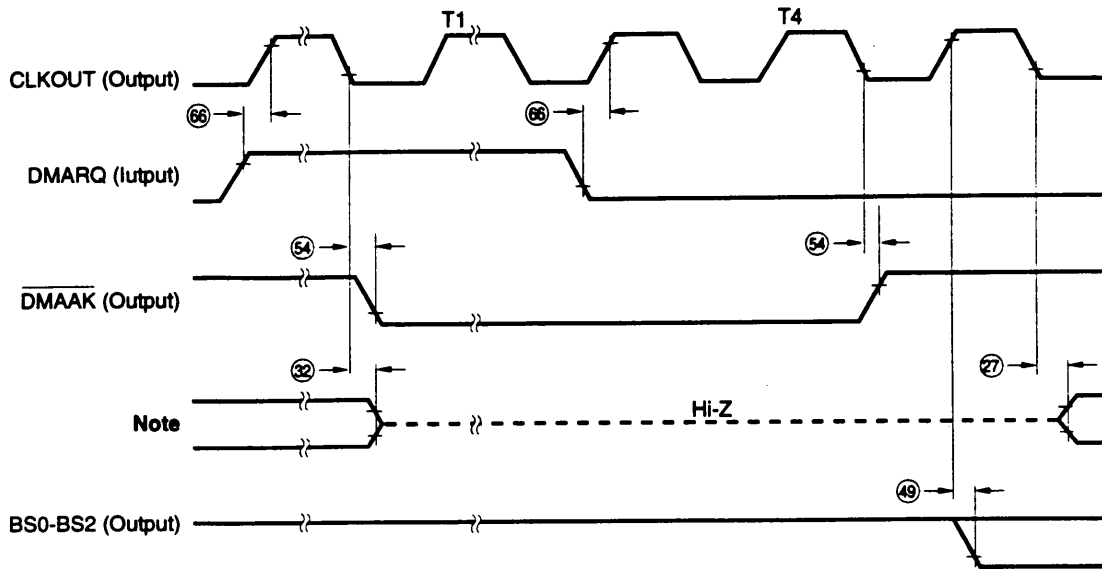 T1
T4
CLKOUT (Output)
66
66
DMARQ (Iutput)
54
54
DMAAK (Output)
32
27
Note
Hi-Z
49
BS0-BS2 (Output)